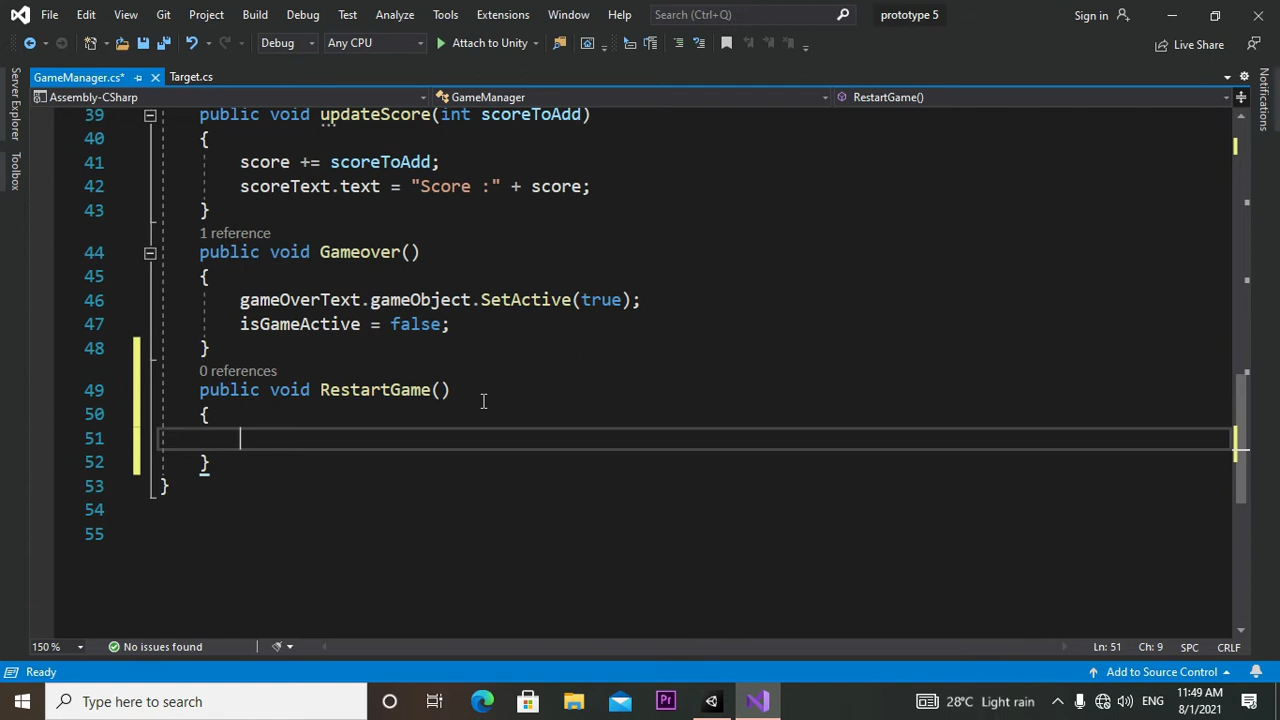 File Edit View Git Project Build Debug Test Analyze Tools Extensions Window Help Search (Ctrl+Q) prototype 5 Sign in
Debug Any CPU Attach to Unity Live Share
GameManager.cs* Target.cs
Assembly-CSharp GameManager RestartGame()
Server Explorer
Toolbox
Notifications
39 public void updateScore(int scoreToAdd)
40 {
41 score += scoreToAdd;
42 scoreText.text = "Score :" + score;
43 }
1 reference
44 public void Gameover()
45 {
46 gameOverText.gameObject.SetActive(true);
47 isGameActive = false;
48 }
0 references
49 public void RestartGame()
50 {
51
52 }
53 }
54
55
150 % No issues found Ln: 51 Ch: 9 SPC CRLF
Ready Add to Source Control
Type here to search Pr 28°C Light rain ENG 11:49 AM
8/1/2021